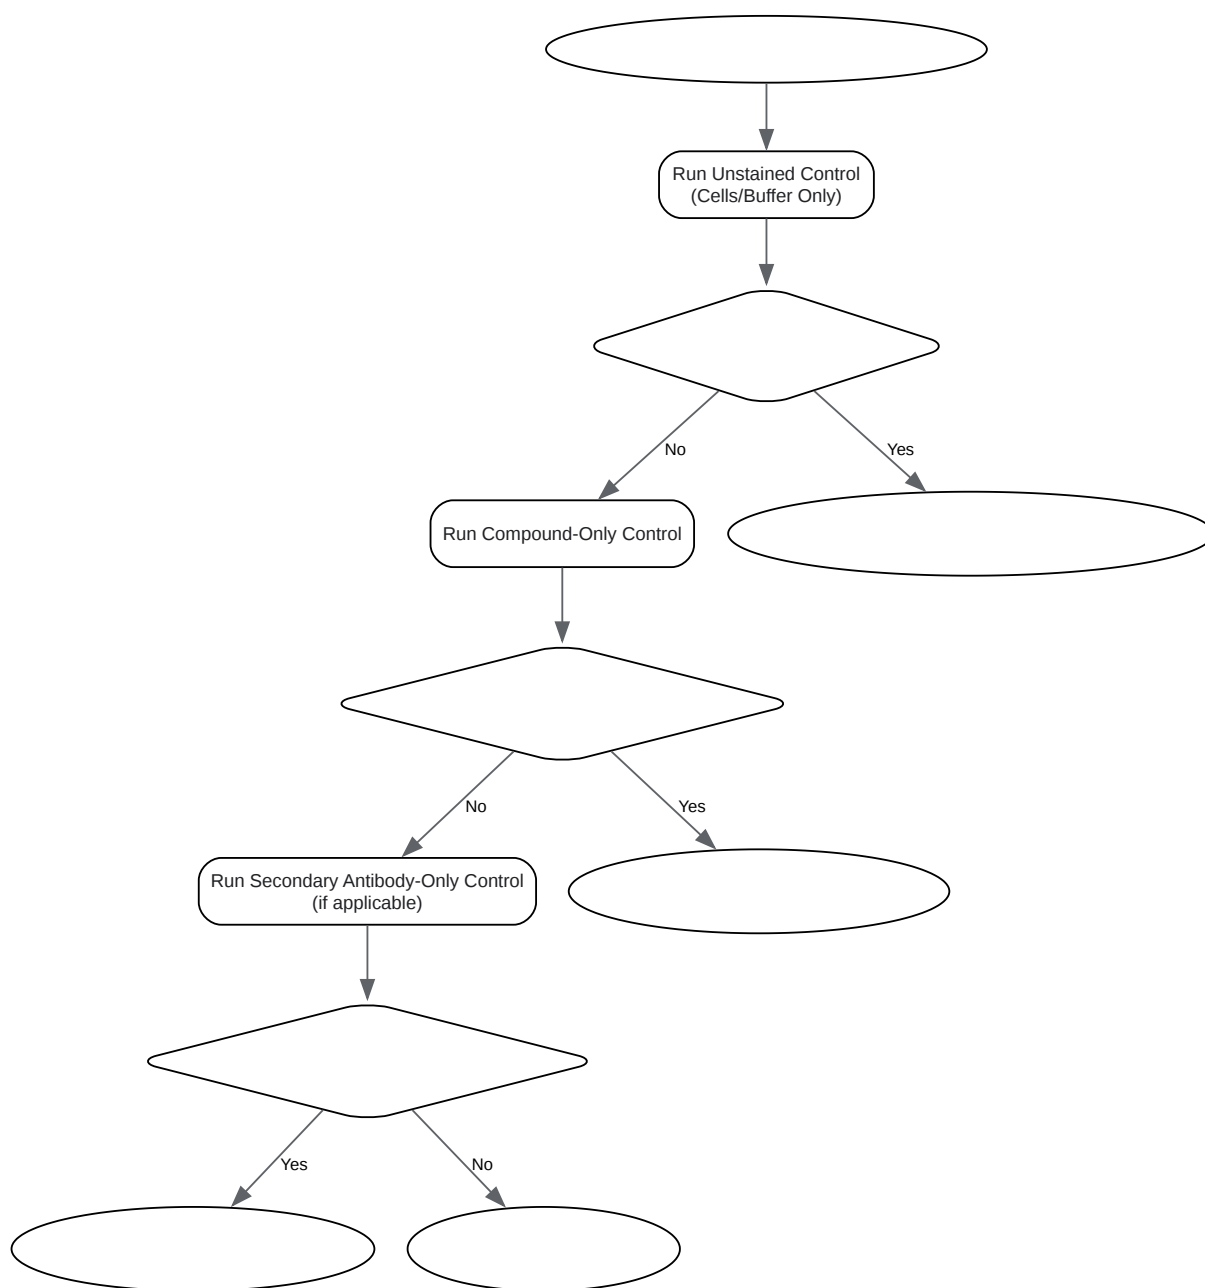 Run Unstained Control
(Cells/Buffer Only)
No
Yes
Run Compound-Only Control
No
Yes
Run Secondary Antibody-Only Control
(if applicable)
Yes
No